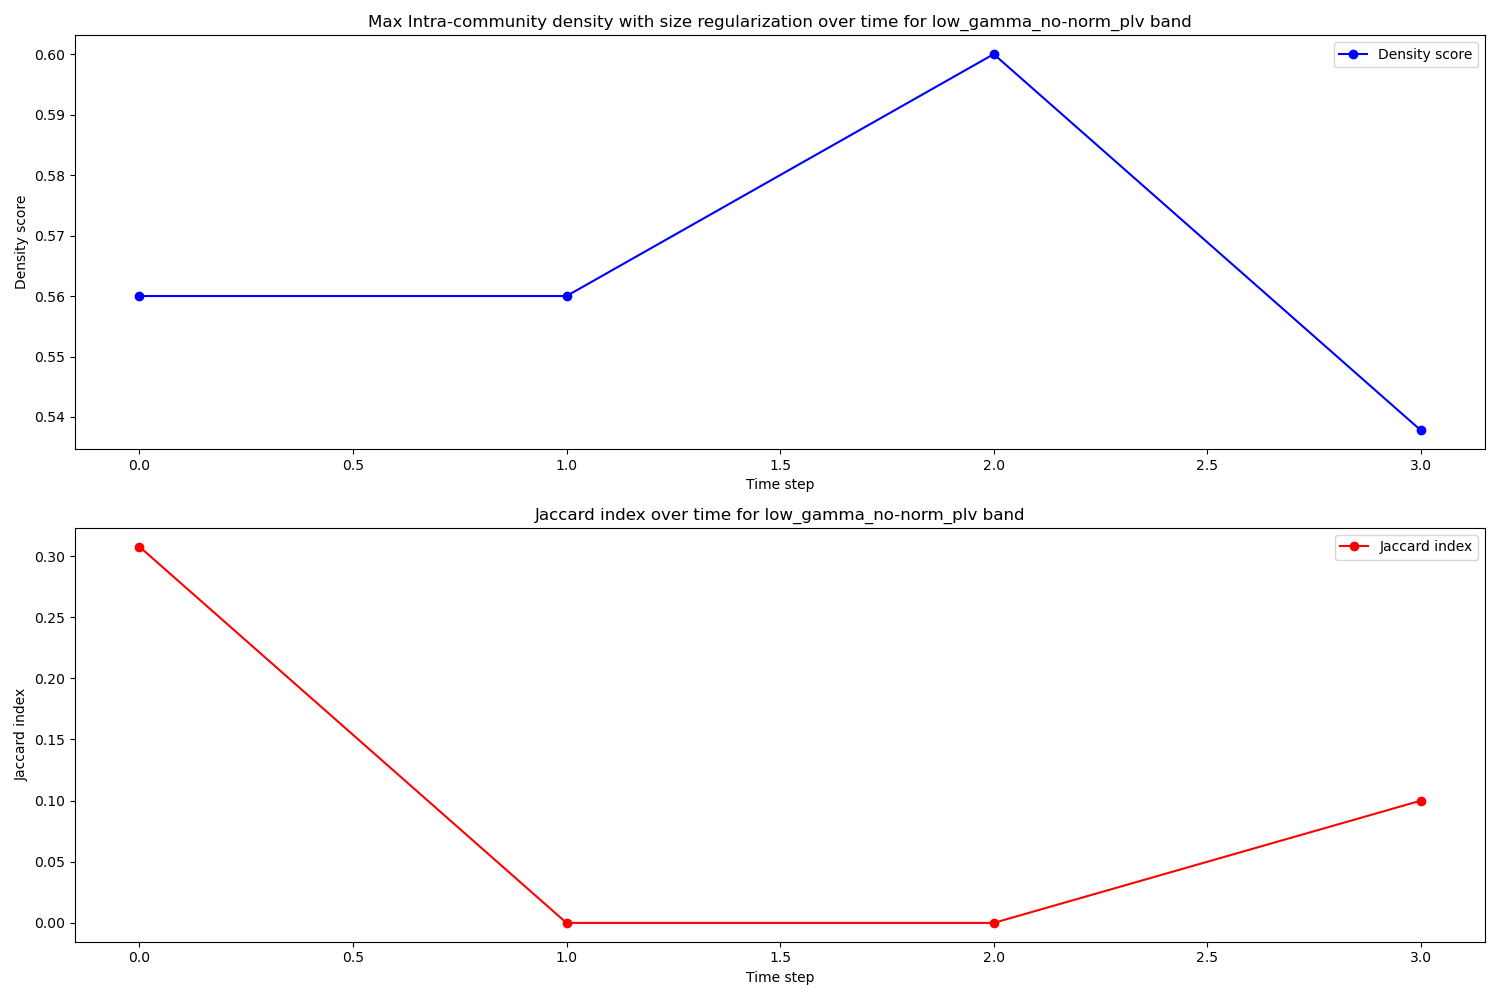 Max Intra-community density with size regularization over time for low_gamma_no-norm_plv band
Density score
0.60
0.59
0.58
0.57
0.56
0.55
0.54
Density score
0.0 0.5 1.0 1.5 2.0 2.5 3.0
Time step
Jaccard index over time for low_gamma_no-norm_plv band
Jaccard index
0.30
0.25
0.20
0.15
0.10
0.05
0.00
Jaccard index
0.0 0.5 1.0 1.5 2.0 2.5 3.0
Time step